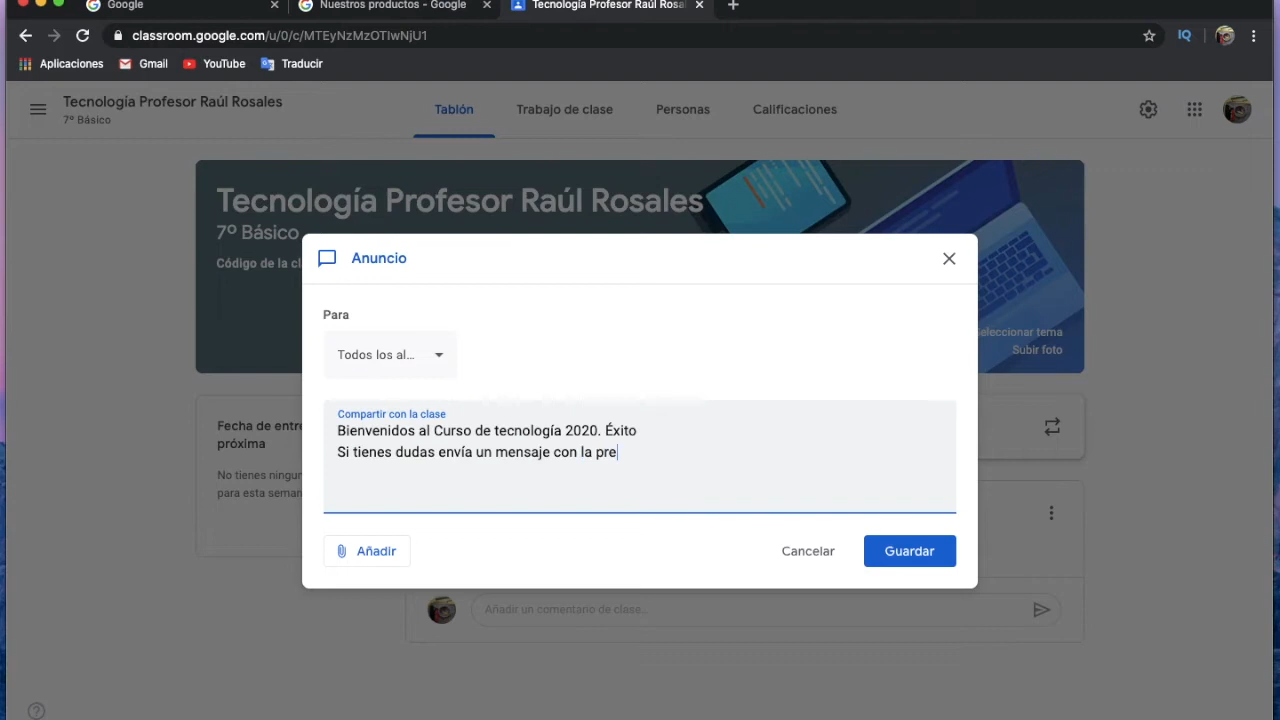 Google
Nuestros productos - Google
Tecnología Profesor Raúl Rosal
classroom.google.com/u/0/c/MTEyNzMzOTIwNjU1
IQ
Aplicaciones
Gmail
YouTube
Traducir
Tecnología Profesor Raúl Rosales
7º Básico
Tablón
Trabajo de clase
Personas
Calificaciones
Tecnología Profesor Raúl Rosales
7º Básico
Código de la cl
Seleccionar tema
Subir foto
Anuncio
Para
Todos los al...
Compartir con la clase
Bienvenidos al Curso de tecnología 2020. Éxito
Si tienes dudas envía un mensaje con la pre
Añadir
Cancelar
Guardar
Fecha de entre
próxima
No tienes ningun
para esta seman
Añadir un comentario de clase...